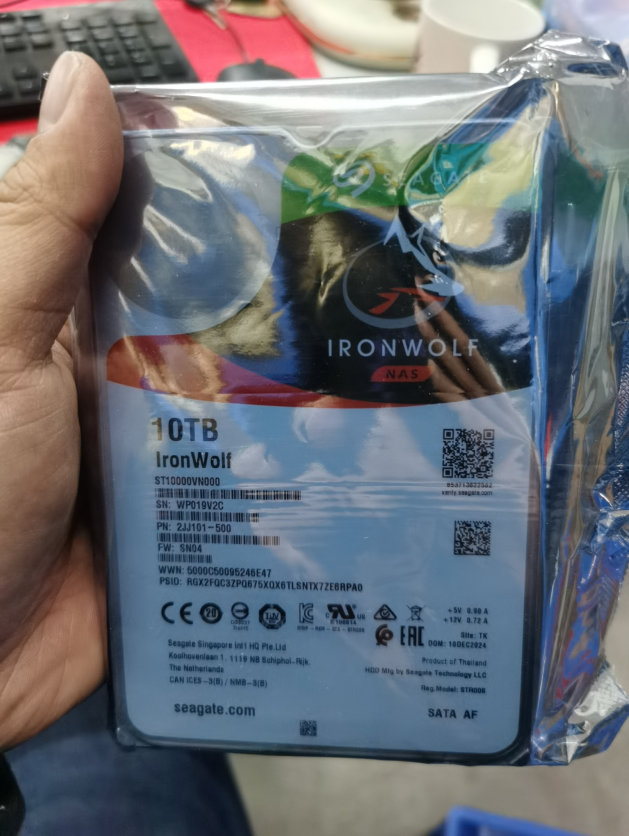 SEAGATE
IRONWOLF
NAS
10TB
IronWolf
ST10000VN000
SN: WP019V2C
PN: 2JJ101-500
FW: SN04
WWN: 5000C50095246E47
PSID: RGX2FQC3ZPQ675XQX6TLSNTX7ZE6RPA0
verify.seagate.com
+5V 0.60 A
+12V 0.72 A
Site: TK
DOM: 10DEC2024
Seagate Singapore Int'l HQ Pte.Ltd
Koolhovenlaan 1, 1119 NB Schiphol-Rijk,
The Netherlands
CAN ICES-3(B) / NMB-3(B)
Product of Thailand
HDD Mfg by Seagate Technology LLC
Reg.Model: STR008
seagate.com
SATA AF